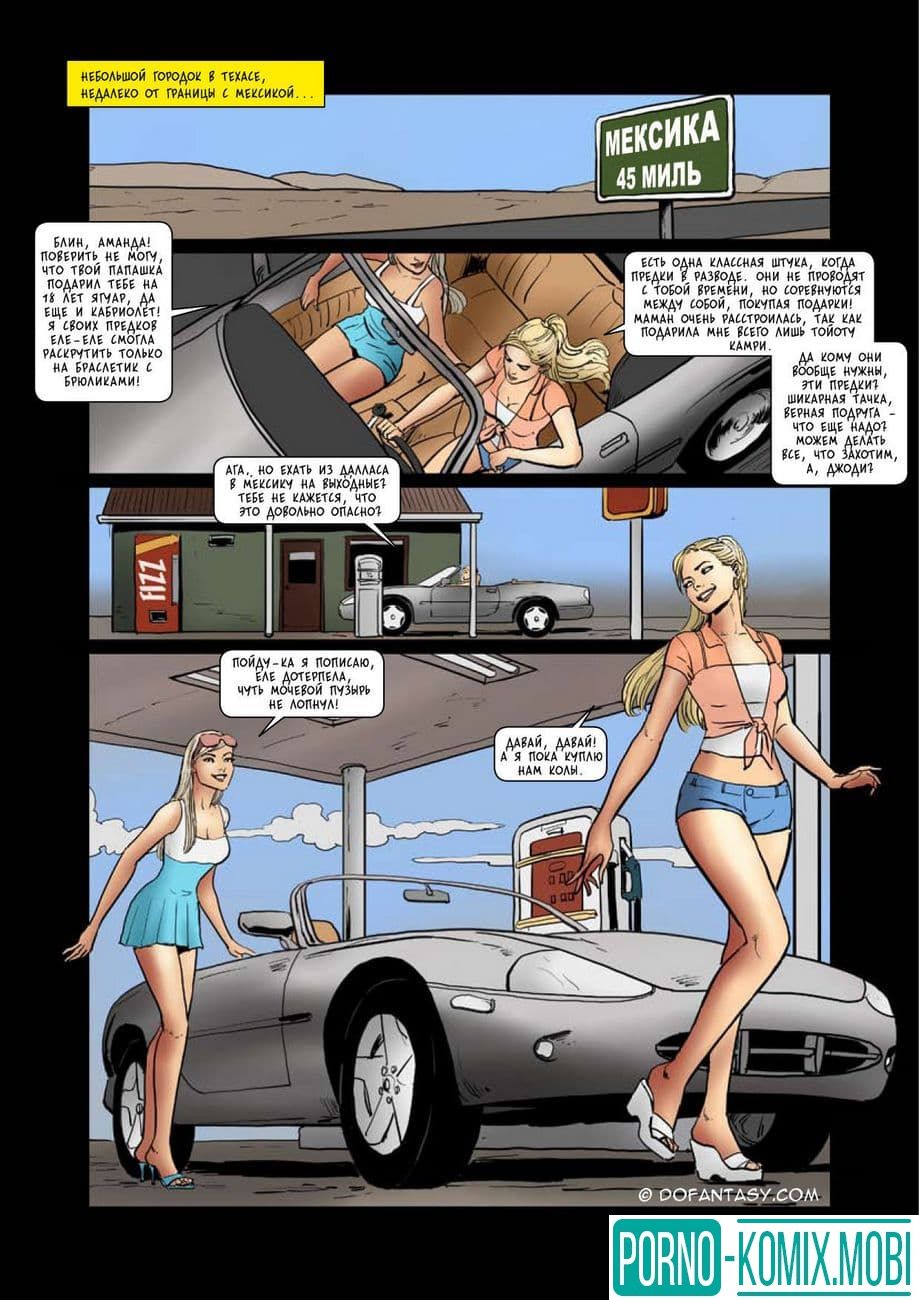 НЕБОЛЬШОЙ ГОРОДОК В ТЕХАСЕ,
НЕДАЛЕКО ОТ ГРАНИЦЫ С МЕКСИКОЙ...
МЕКСИКА
45 МИЛЬ
БЛИН, АМАНДА!
ПОВЕРИТЬ НЕ МОГУ,
ЧТО ТВОЙ ПАПАШКА
ПОДАРИЛ ТЕБЕ НА
18 ЛЕТ ЯГУАР, ДА
ЕЩЕ И КАБРИОЛЕТ!
Я СВОИХ ПРЕДКОВ
ЕЛЕ-ЕЛЕ СМОГЛА
РАСКРУТИТЬ ТОЛЬКО
НА БРАСЛЕТИК С
БРЮЛИКАМИ!
ЕСТЬ ОДНА КЛАССНАЯ ШТУКА, КОГДА
ПРЕДКИ В РАЗВОДЕ. ОНИ НЕ ПРОВОДЯТ
С ТОБОЙ ВРЕМЕНИ, НО СОРЕВНУЮТСЯ
МЕЖДУ СОБОЙ, ПОКУПАЯ ПОДАРКИ!
МАМАН ОЧЕНЬ РАССТРОИЛАСЬ, ТАК КАК
ПОДАРИЛА МНЕ ВСЕГО ЛИШЬ ТОЙОТУ
КАМРИ.
ДА КОМУ ОНИ
ВООБЩЕ НУЖНЫ,
ЭТИ ПРЕДКИ?
ШИКАРНАЯ ТАЧКА,
ВЕРНАЯ ПОДРУГА -
ЧТО ЕЩЕ НАДО?
МОЖЕМ ДЕЛАТЬ
ВСЕ, ЧТО ЗАХОТИМ,
А, ДЖОДИ?
АГА. НО ЕХАТЬ ИЗ ДАЛЛАСА
В МЕКСИКУ НА ВЫХОДНЫЕ?
ТЕБЕ НЕ КАЖЕТСЯ, ЧТО
ЭТО ДОВОЛЬНО ОПАСНО?
FIZZ
ПОЙДУ-КА Я ПОПИСАЮ,
ЕЛЕ ДОТЕРПЕЛА,
ЧУТЬ МОЧЕВОЙ ПУЗЫРЬ
НЕ ЛОПНУЛ!
ДАВАЙ, ДАВАЙ!
А Я ПОКА КУПЛЮ
НАМ КОЛЫ.
© DOFANTASY.COM
PORNO-KOMIX.MOBI